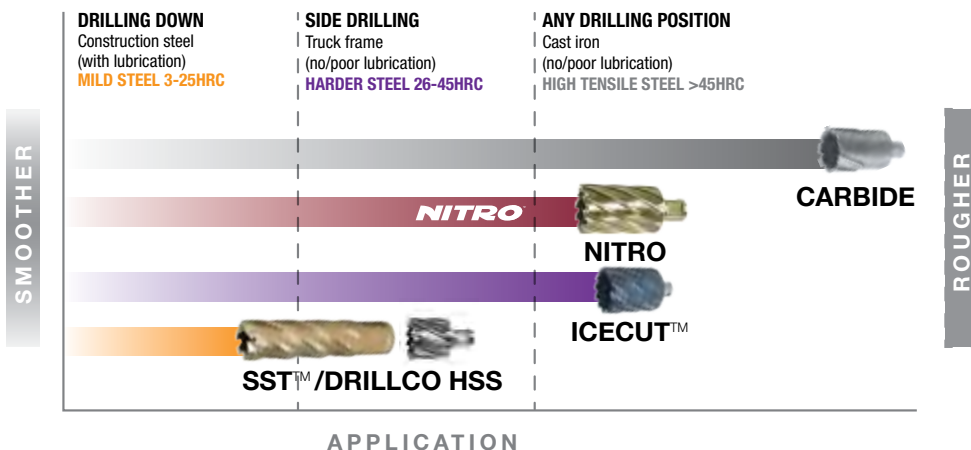 DRILLING DOWN
Construction steel
(with lubrication)
MILD STEEL 3-25HRC
SIDE DRILLING
Truck frame
(no/poor lubrication)
HARDER STEEL 26-45HRC
ANY DRILLING POSITION
Cast iron
(no/poor lubrication)
HIGH TENSILE STEEL >45HRC
SMOOTHER
ROUGHER
CARBIDE
NITRO
NITRO
ICECUT™
SST™/DRILLCO HSS
APPLICATION